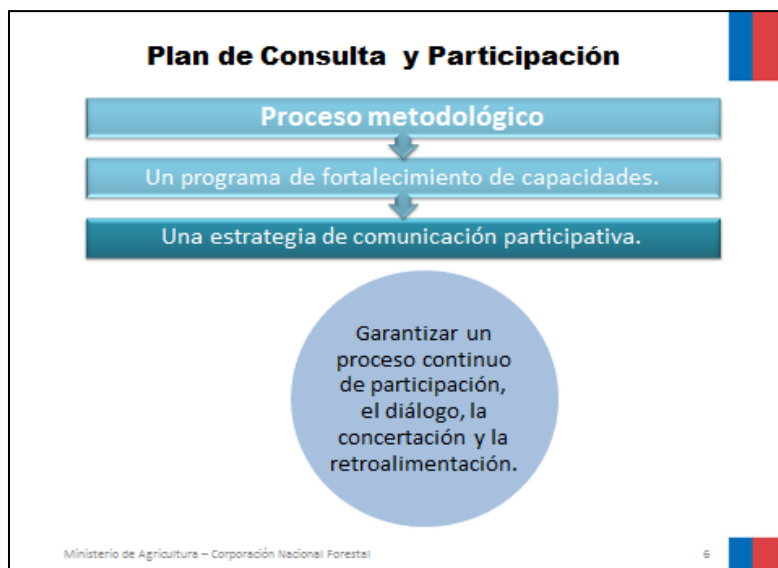 Plan de Consulta y Participación
Proceso metodológico
Un programa de fortalecimiento de capacidades.
Una estrategia de comunicación participativa.
Garantizar un
proceso continuo
de participación,
el diálogo, la
concertación y la
retroalimentación.
Ministerio de Agricultura – Corporación Nacional Forestal
6